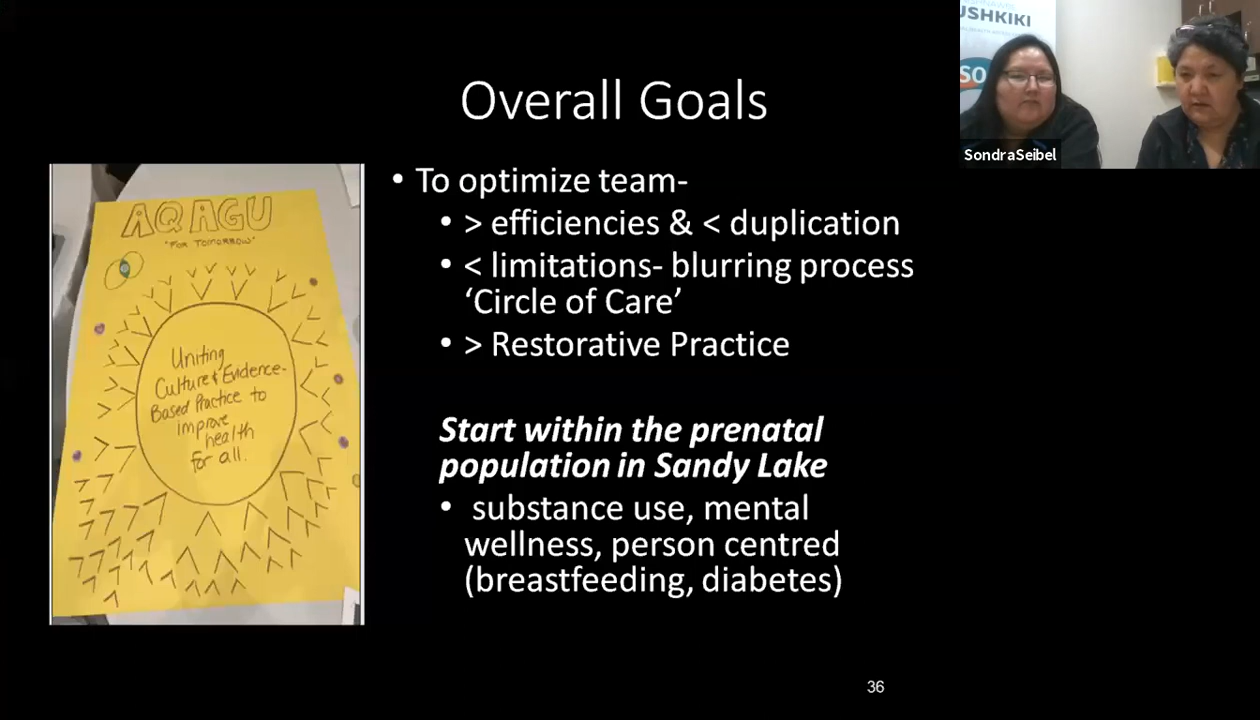 Overall Goals
• To optimize team-
• > efficiencies & < duplication
• < limitations- blurring process
‘Circle of Care’
• > Restorative Practice
Start within the prenatal
population in Sandy Lake
• substance use, mental
wellness, person centred
(breastfeeding, diabetes)
36
AQAGU
"FOR TOMORROW"
Uniting
Culture & Evidence-
Based Practice to
improve
health
for all.
USHKIKI
SO
SondraSeibel